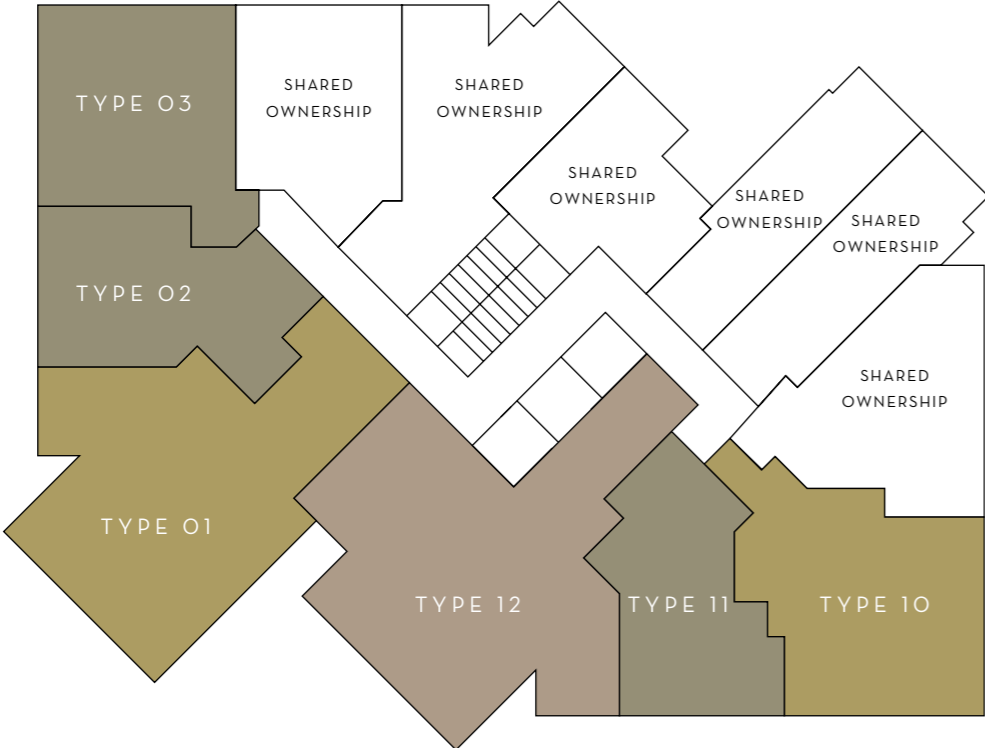 SHARED
OWNERSHIP
SHARED
OWNERSHIP
TYPE 03
SHARED
OWNERSHIP
SHARED
OWNERSHIP
SHARED
OWNERSHIP
TYPE 02
SHARED
OWNERSHIP
TYPE 01
TYPE 12
TYPE 11
TYPE 10